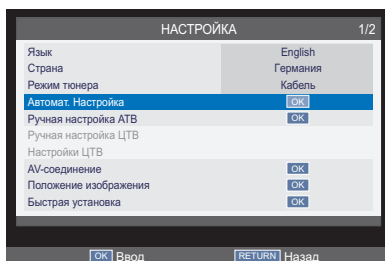 НАСТРОЙКА 1/2
Язык English
Страна Германия
Режим тюнера Кабель
Автомат. Настройка OK
Ручная настройка АТВ OK
Ручная настройка ЦТВ
Настройки ЦТВ
AV-соединение OK
Положение изображения OK
Быстрая установка OK
OK Ввод RETURN Назад